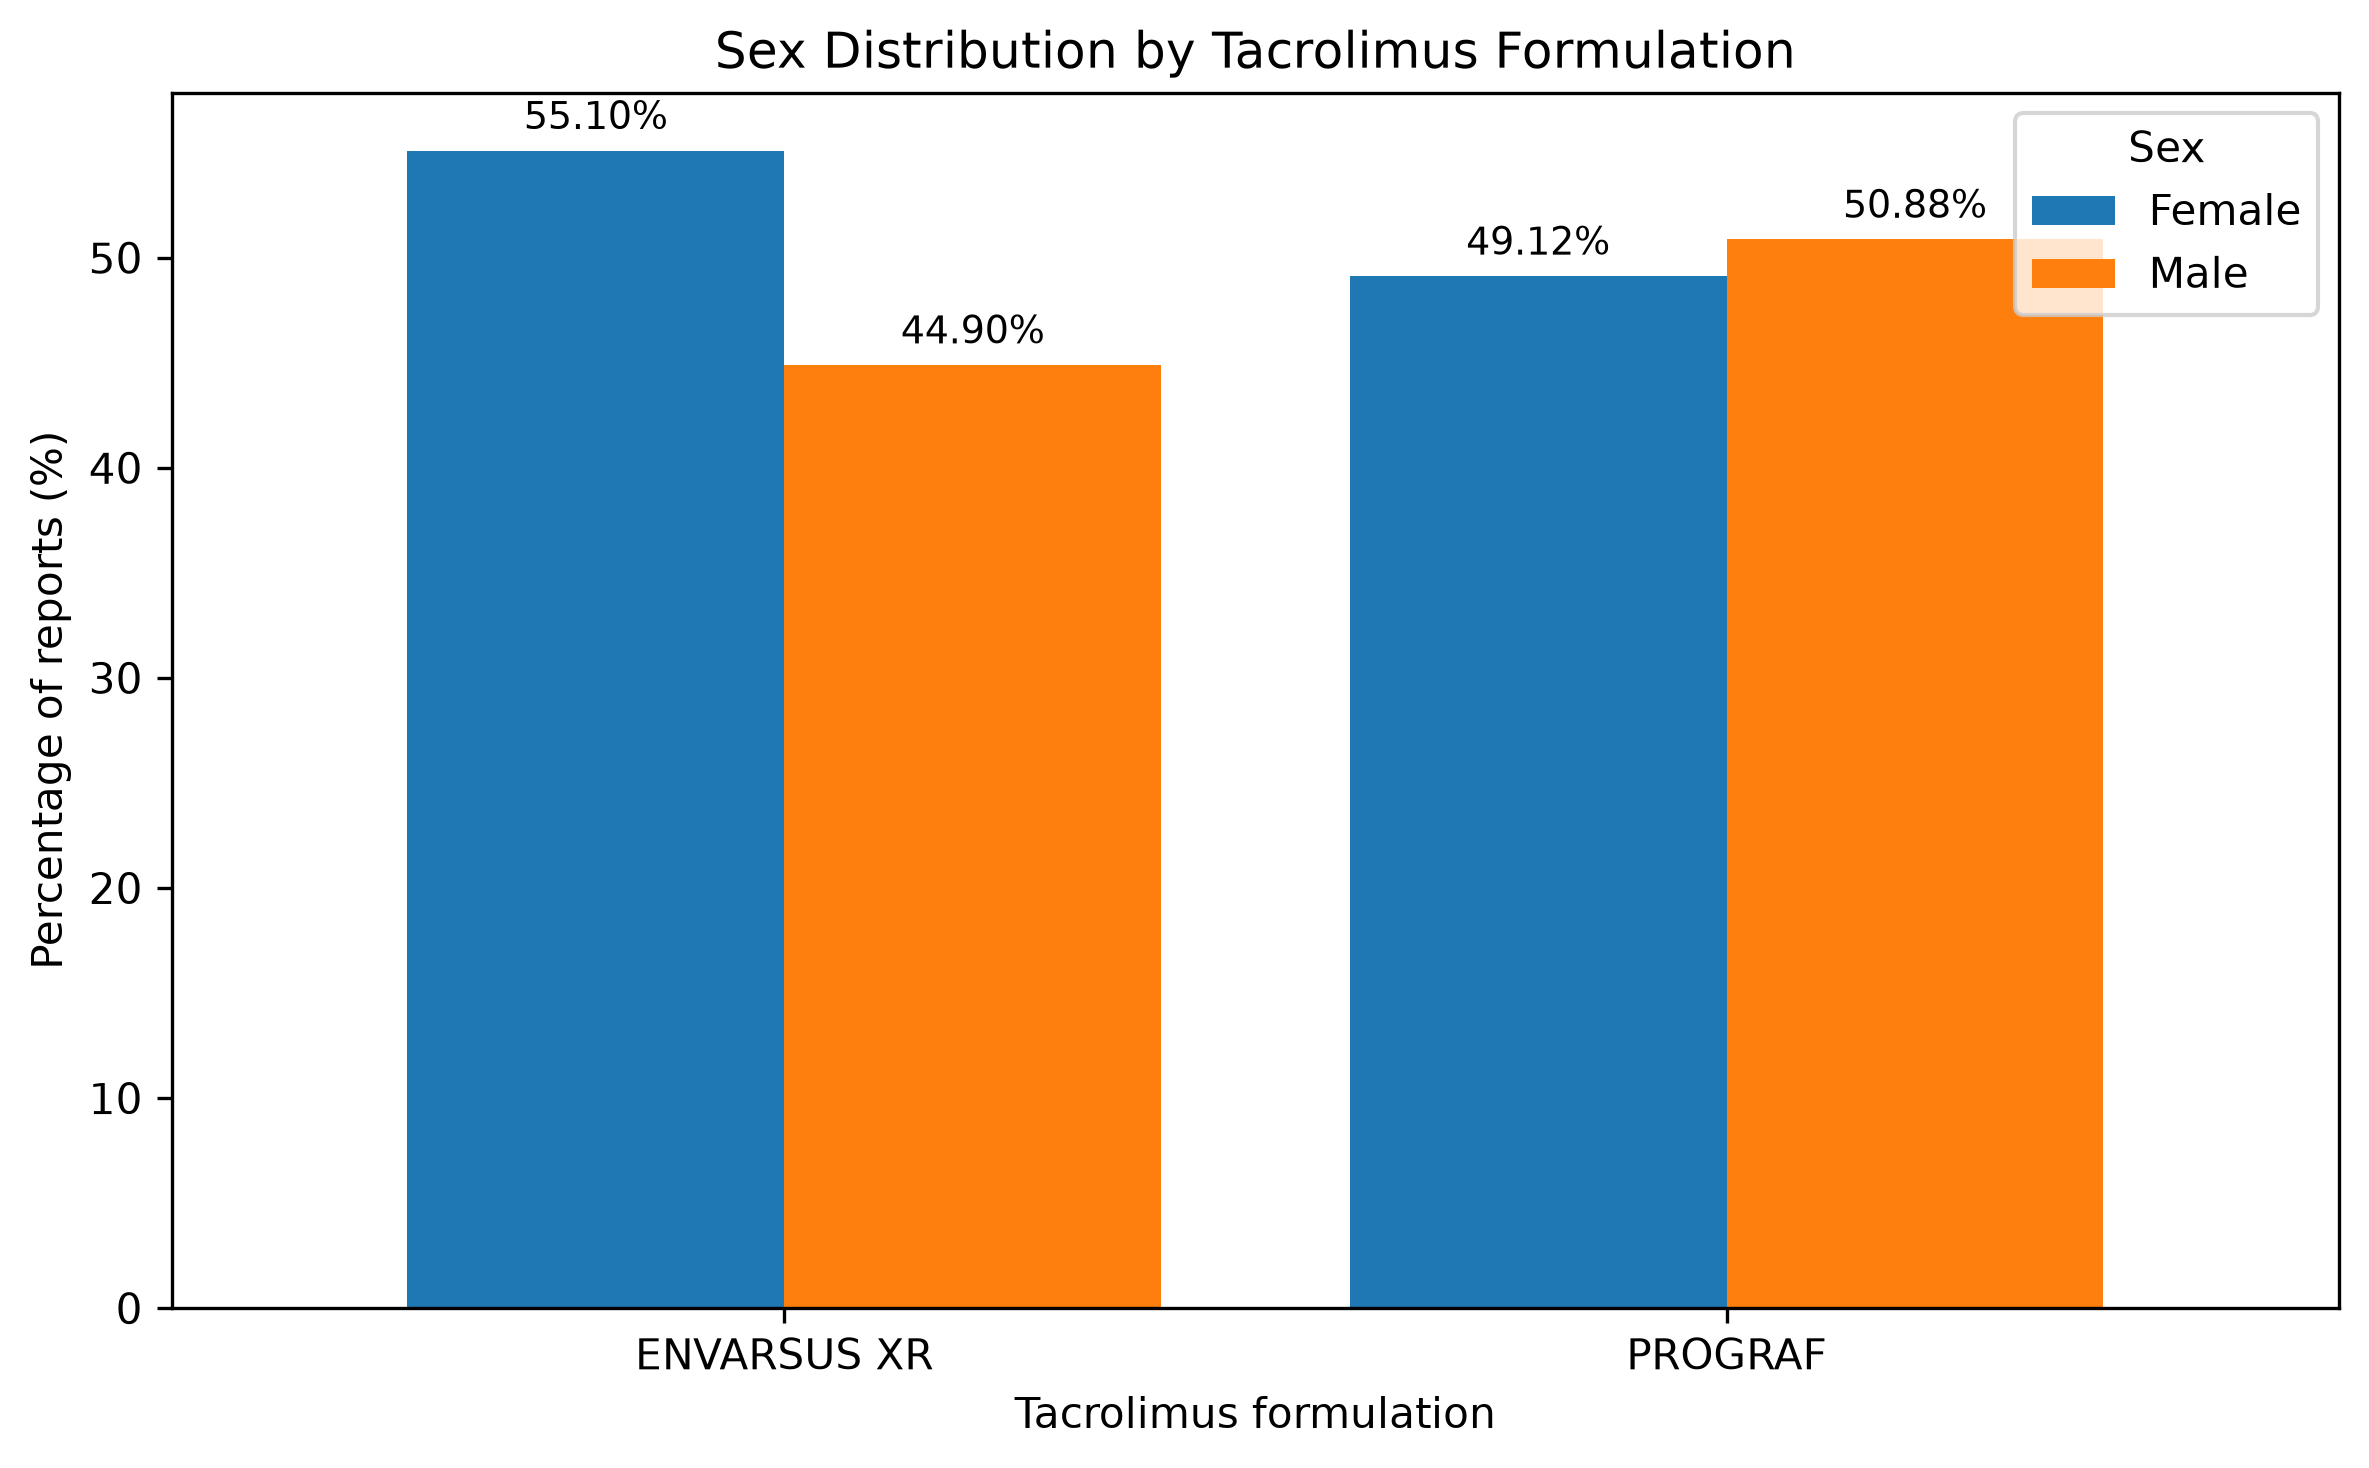 Sex Distribution by Tacrolimus Formulation
55.10%
44.90%
49.12%
50.88%
Sex
Female
Male
Percentage of reports (%)
50
40
30
20
10
0
ENVARSUS XR
PROGRAF
Tacrolimus formulation